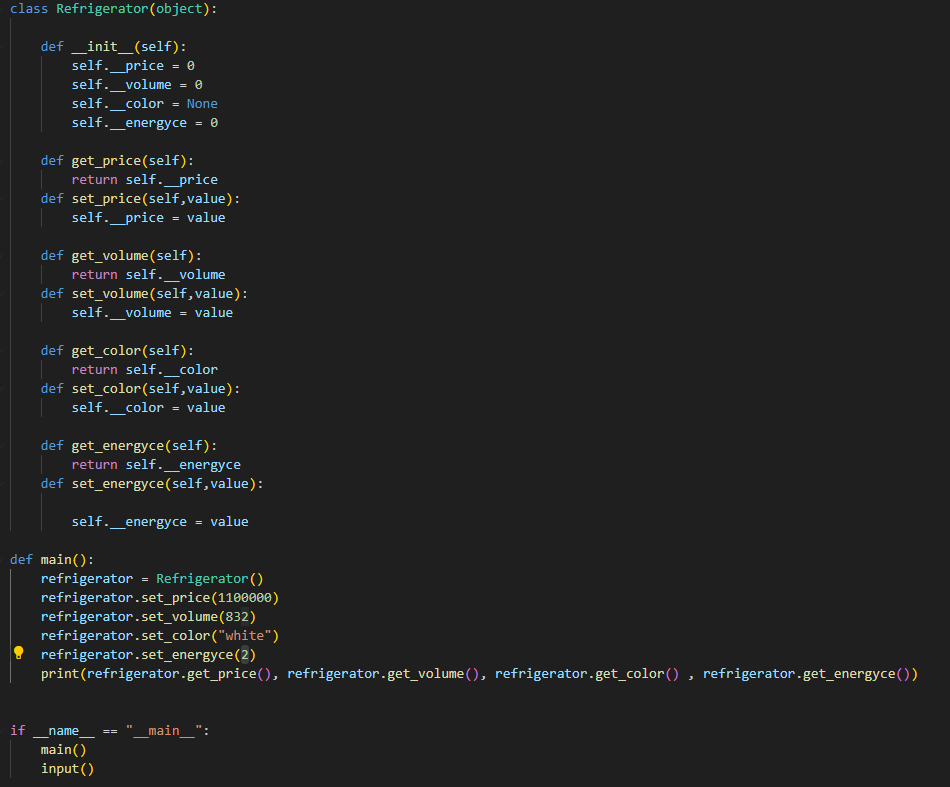 class Refrigerator(object):
def __init__(self):
self.__price = 0
self.__volume = 0
self.__color = None
self.__energyce = 0
def get_price(self):
return self.__price
def set_price(self,value):
self.__price = value
def get_volume(self):
return self.__volume
def set_volume(self,value):
self.__volume = value
def get_color(self):
return self.__color
def set_color(self,value):
self.__color = value
def get_energyce(self):
return self.__energyce
def set_energyce(self,value):
self.__energyce = value
def main():
refrigerator = Refrigerator()
refrigerator.set_price(1100000)
refrigerator.set_volume(832)
refrigerator.set_color("white")
refrigerator.set_energyce(2)
print(refrigerator.get_price(), refrigerator.get_volume(), refrigerator.get_color() , refrigerator.get_energyce())
if __name__ == "__main__":
main()
input()